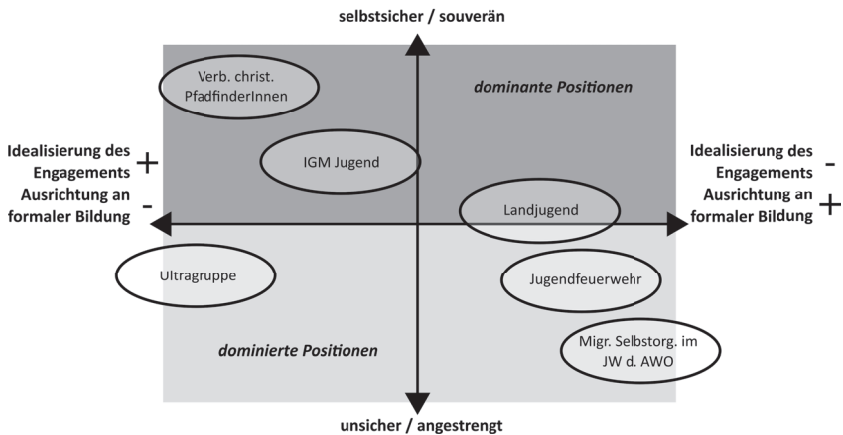 selbstsicher / souverän
Verb. christ.
PfadfinderInnen
dominante Positionen
Idealisierung des
Engagements +
Ausrichtung an
formaler Bildung -
IGM Jugend
Idealisierung des
Engagements -
Ausrichtung an
formaler Bildung +
Landjugend
Ultragruppe
Jugendfeuerwehr
dominierte Positionen
Migr. Selbstorg. im
JW d. AWO
unsicher / angestrengt